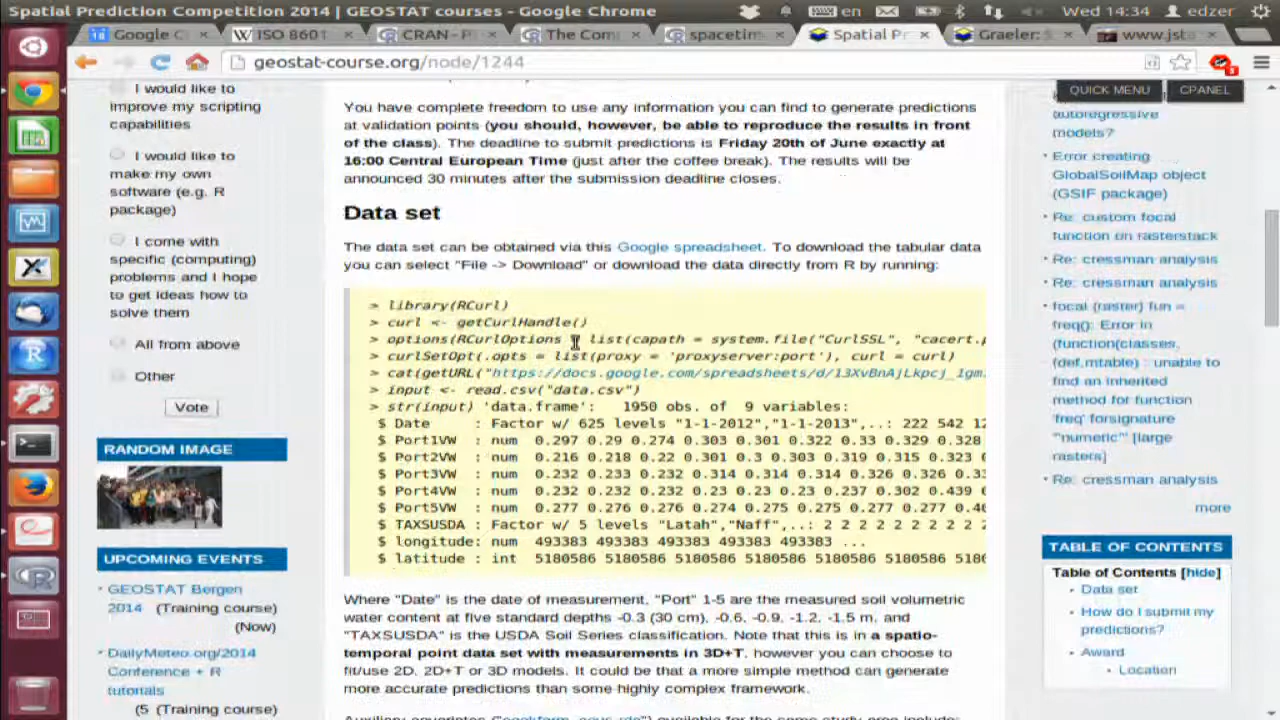 Spatial Prediction Competition 2014 | GEOSTAT courses - Google Chrome
en
Wed 14:34
edzer
Google C
ISO 8601
CRAN - P
The Com
spacetim
Spatial Pr
Graeler: S
www.jsta
geostat-course.org/node/1244
I would like to
improve my scripting
capabilities
I would like to
make my own
software (e.g. R
package)
I come with
specific (computing)
problems and I hope
to get ideas how to
solve them
All from above
Other
Vote
RANDOM IMAGE
UPCOMING EVENTS
GEOSTAT Bergen
2014 (Training course)
(Now)
DailyMeteo.org/2014
Conference + R
tutorials
(5 (Training course)
You have complete freedom to use any information you can find to generate predictions
at validation points (you should, however, be able to reproduce the results in front
of the class). The deadline to submit predictions is Friday 20th of June exactly at
16:00 Central European Time (just after the coffee break). The results will be
announced 30 minutes after the submission deadline closes.
Data set
The data set can be obtained via this Google spreadsheet. To download the tabular data
you can select "File -> Download" or download the data directly from R by running:
> library(RCurl)
> curl <- getCurlHandle()
> options(RCurlOptions = list(capath = system.file("CurlSSL", "cacert.p
> curlSetOpt(.opts = list(proxy = 'proxyserver:port'), curl = curl)
> cat(getURL("https://docs.google.com/spreadsheets/d/13XvBnAjLkpcj_1gm
> input <- read.csv("data.csv")
> str(input) 'data.frame': 1950 obs. of 9 variables:
$ Date : Factor w/ 625 levels "1-1-2012","1-1-2013",..: 222 542 12
$ Port1VW : num 0.297 0.29 0.274 0.303 0.301 0.322 0.33 0.329 0.328
$ Port2VW : num 0.216 0.218 0.22 0.301 0.3 0.303 0.319 0.315 0.323
$ Port3VW : num 0.232 0.233 0.232 0.314 0.314 0.314 0.326 0.326 0.33
$ Port4VW : num 0.232 0.232 0.232 0.23 0.23 0.23 0.237 0.302 0.439
$ Port5VW : num 0.277 0.276 0.276 0.274 0.275 0.275 0.277 0.277 0.40
$ TAXSUSDA : Factor w/ 5 levels "Latah","Naff",..: 2 2 2 2 2 2 2 2 2
$ longitude: num 493383 493383 493383 493383 493383 ...
$ latitude : int 5180586 5180586 5180586 5180586 5180586 5180586 518
Where "Date" is the date of measurement, "Port" 1-5 are the measured soil volumetric
water content at five standard depths -0.3 (30 cm), -0.6, -0.9, -1.2, -1.5 m, and
"TAXSUSDA" is the USDA Soil Series classification. Note that this is in a spatio-
temporal point data set with measurements in 3D+T, however you can choose to
fit/use 2D, 2D+T or 3D models. It could be that a more simple method can generate
more accurate predictions than some highly complex framework.
available for the same study area include:
QUICK MENU
CPANEL
autoregressive
models?
Error creating
GlobalSoilMap object
(GSIF package)
Re: custom focal
function on rasterstack
Re: cressman analysis
Re: cressman analysis
focal (raster) fun =
freq(): Error in
(function(classes,
fdef,mtable) : unable to
find an inherited
method for function
'freq' forsignature
'"numeric"' [large
rasters]
Re: cressman analysis
more
TABLE OF CONTENTS
Table of Contents [hide]
Data set
How do I submit my
predictions?
Award
Location